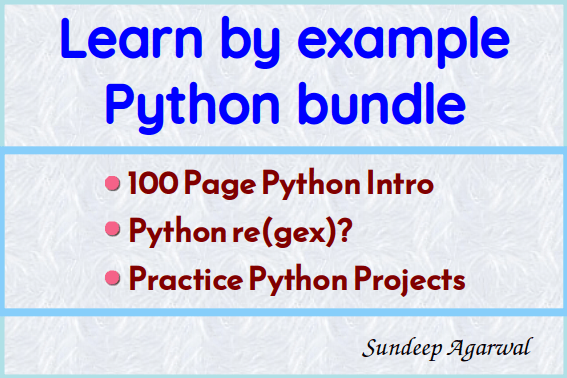 Learn by example
Python bundle
100 Page Python Intro
Python re(gex)?
Practice Python Projects
Sundeep Agarwal